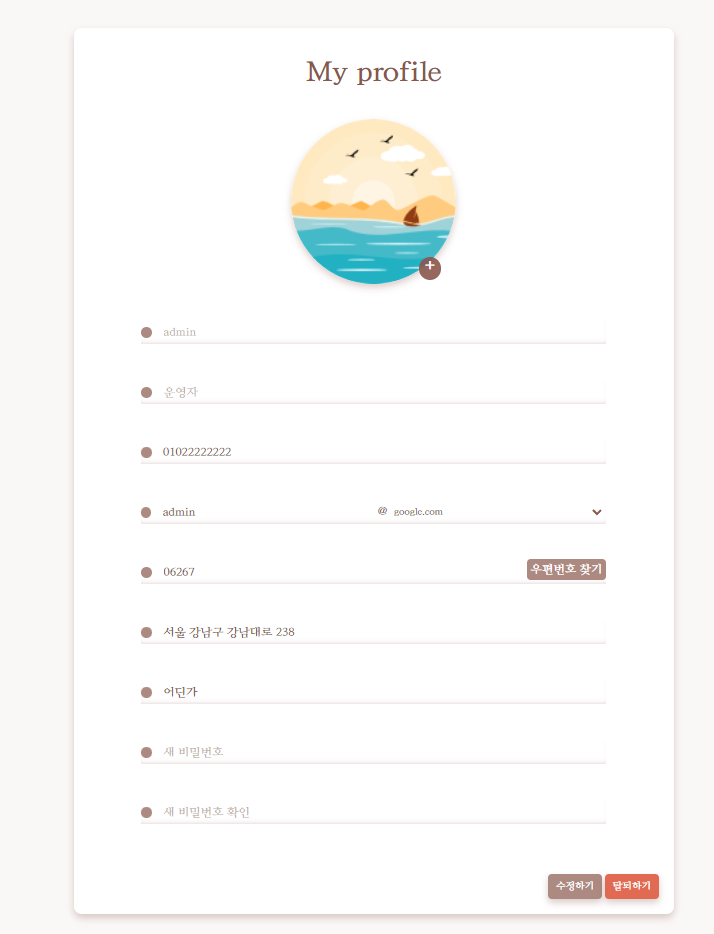 My profile
+
admin
운영자
01022222222
admin @ google.com
06267 우편번호 찾기
서울 강남구 강남대로 238
어딘가
새 비밀번호
새 비밀번호 확인
수정하기 탈퇴하기